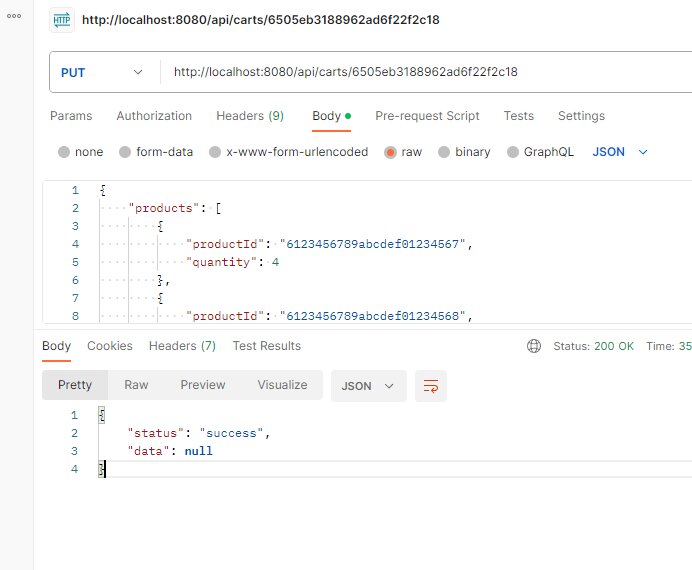 HTTP http://localhost:8080/api/carts/6505eb3188962ad6f22f2c18
PUT http://localhost:8080/api/carts/6505eb3188962ad6f22f2c18
Params Authorization Headers (9) Body Pre-request Script Tests Settings
none form-data x-www-form-urlencoded raw binary GraphQL JSON
1 {
2 "products": [
3 {
4 "productId": "6123456789abcdef01234567",
5 "quantity": 4
6 },
7 {
8 "productId": "6123456789abcdef01234568",
Body Cookies Headers (7) Test Results Status: 200 OK Time: 35
Pretty Raw Preview Visualize JSON
1 {
2 "status": "success",
3 "data": null
4 }